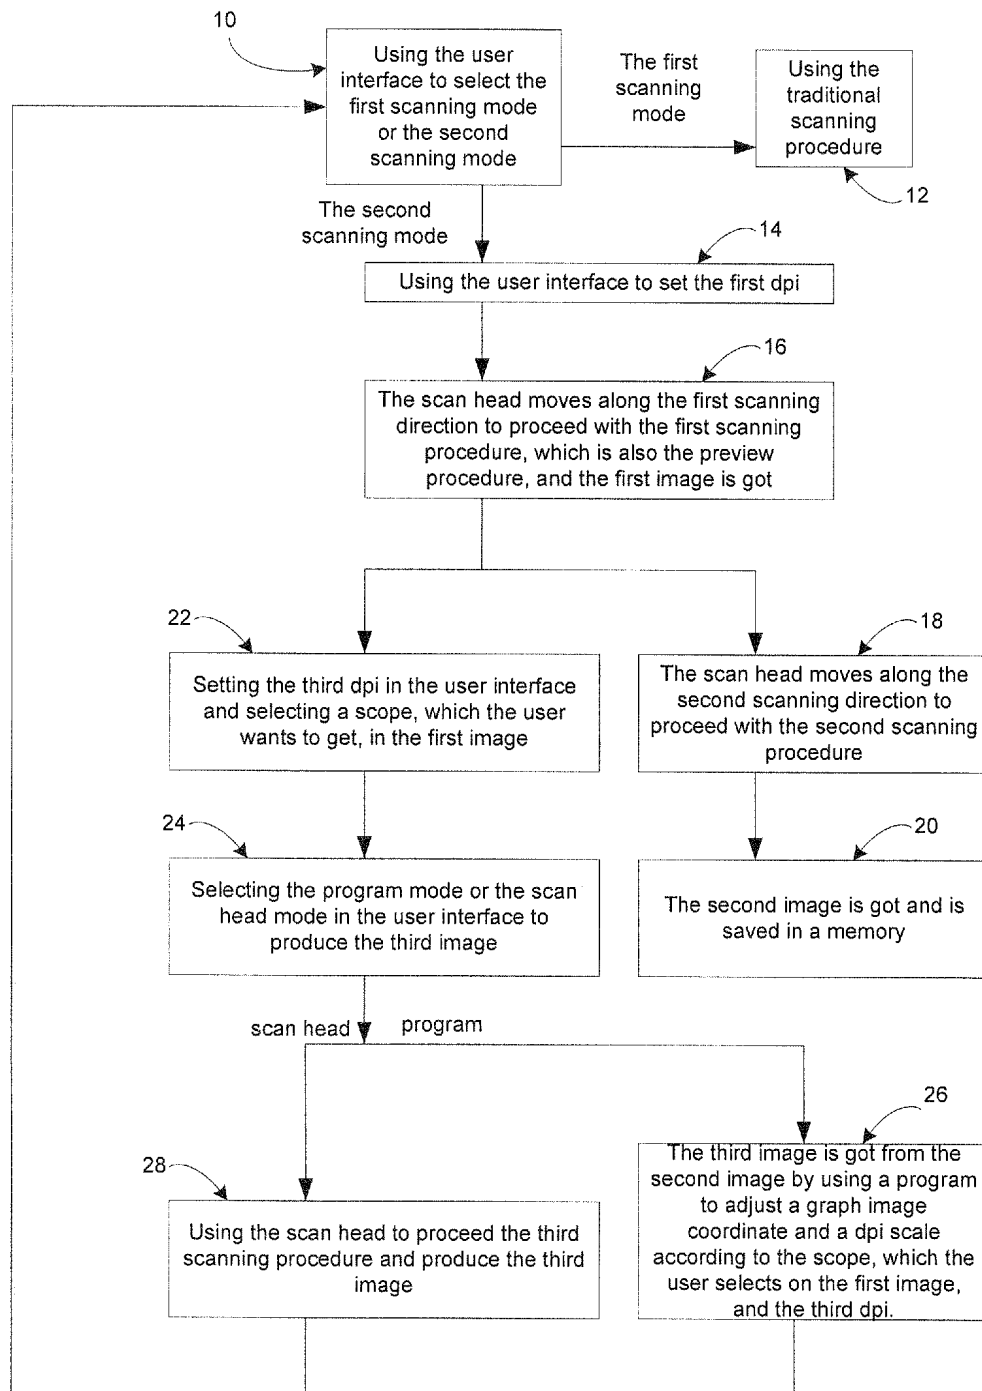 10
Using the user
interface to select the
first scanning mode
or the second
scanning mode
The first
scanning
mode
Using the
traditional
scanning
procedure
12
The second
scanning mode
14
Using the user interface to set the first dpi
16
The scan head moves along the first scanning
direction to proceed with the first scanning
procedure, which is also the preview
procedure, and the first image is got
22
Setting the third dpi in the user interface
and selecting a scope, which the user
wants to get, in the first image
18
The scan head moves along the
second scanning direction to
proceed with the second scanning
procedure
24
Selecting the program mode or the scan
head mode in the user interface to
produce the third image
20
The second image is got and is
saved in a memory
scan head
program
28
Using the scan head to proceed the third
scanning procedure and produce the third
image
26
The third image is got from the
second image by using a program
to adjust a graph image
coordinate and a dpi scale
according to the scope, which the
user selects on the first image,
and the third dpi.